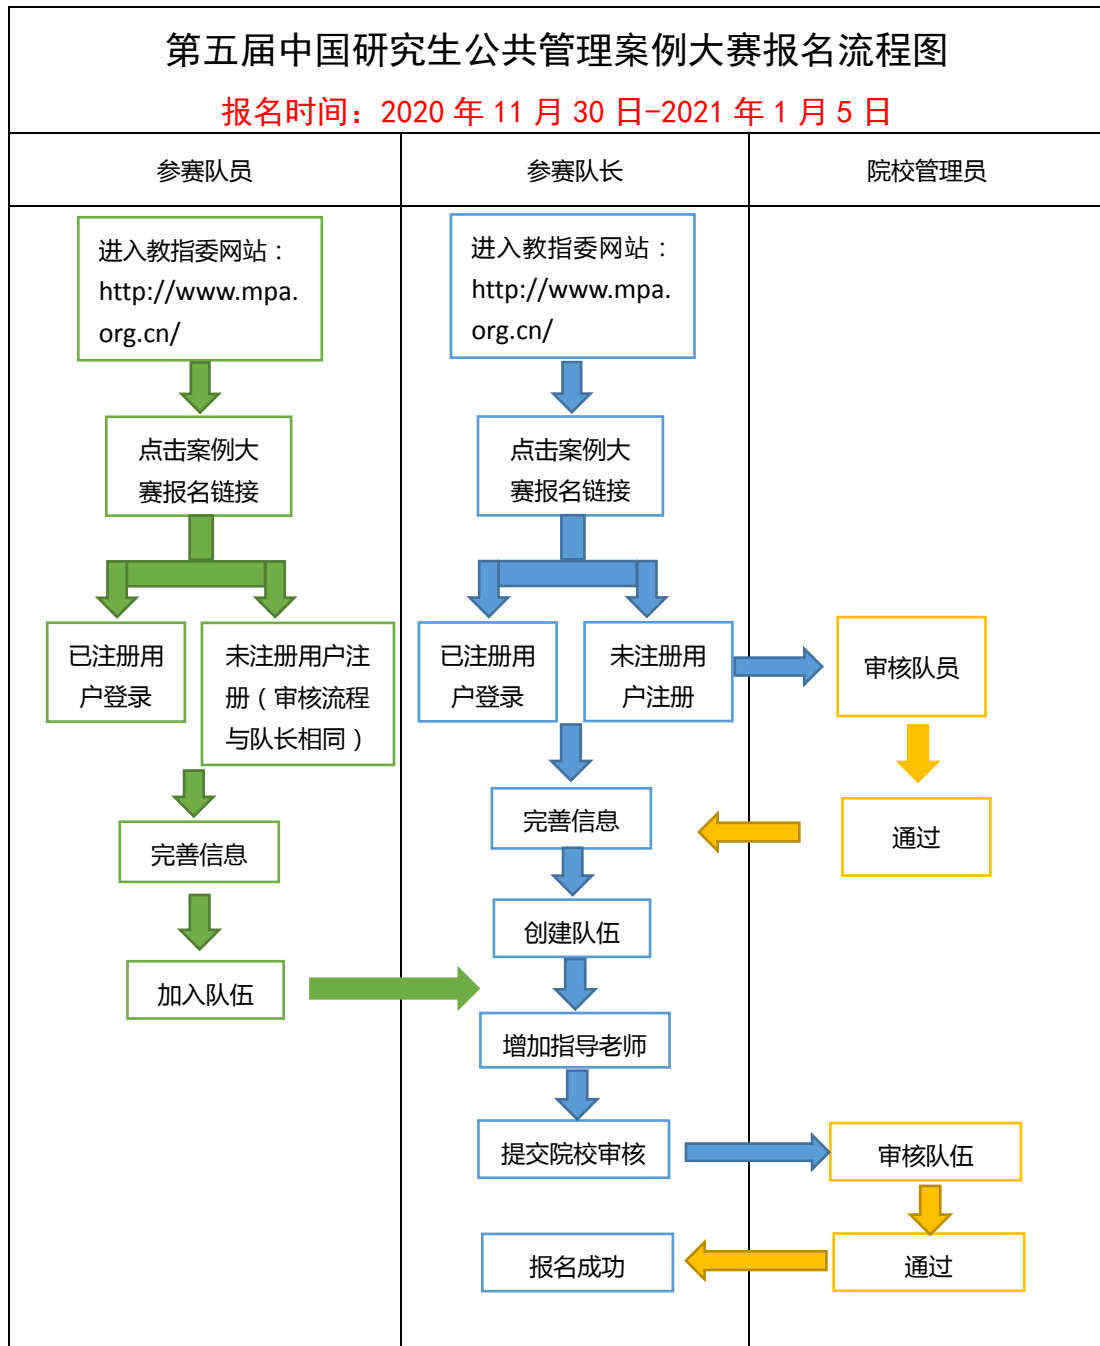 第五届中国研究生公共管理案例大赛报名流程图
报名时间：2020 年 11 月 30 日-2021 年 1 月 5 日
参赛队员
参赛队长
院校管理员
进入教指委网站：
http://www.mpa.
org.cn/
进入教指委网站：
http://www.mpa.
org.cn/
点击案例大
赛报名链接
点击案例大
赛报名链接
已注册用
户登录
未注册用户注
册（审核流程
与队长相同）
已注册用
户登录
未注册用
户注册
审核队员
完善信息
完善信息
通过
创建队伍
加入队伍
增加指导老师
提交院校审核
审核队伍
报名成功
通过